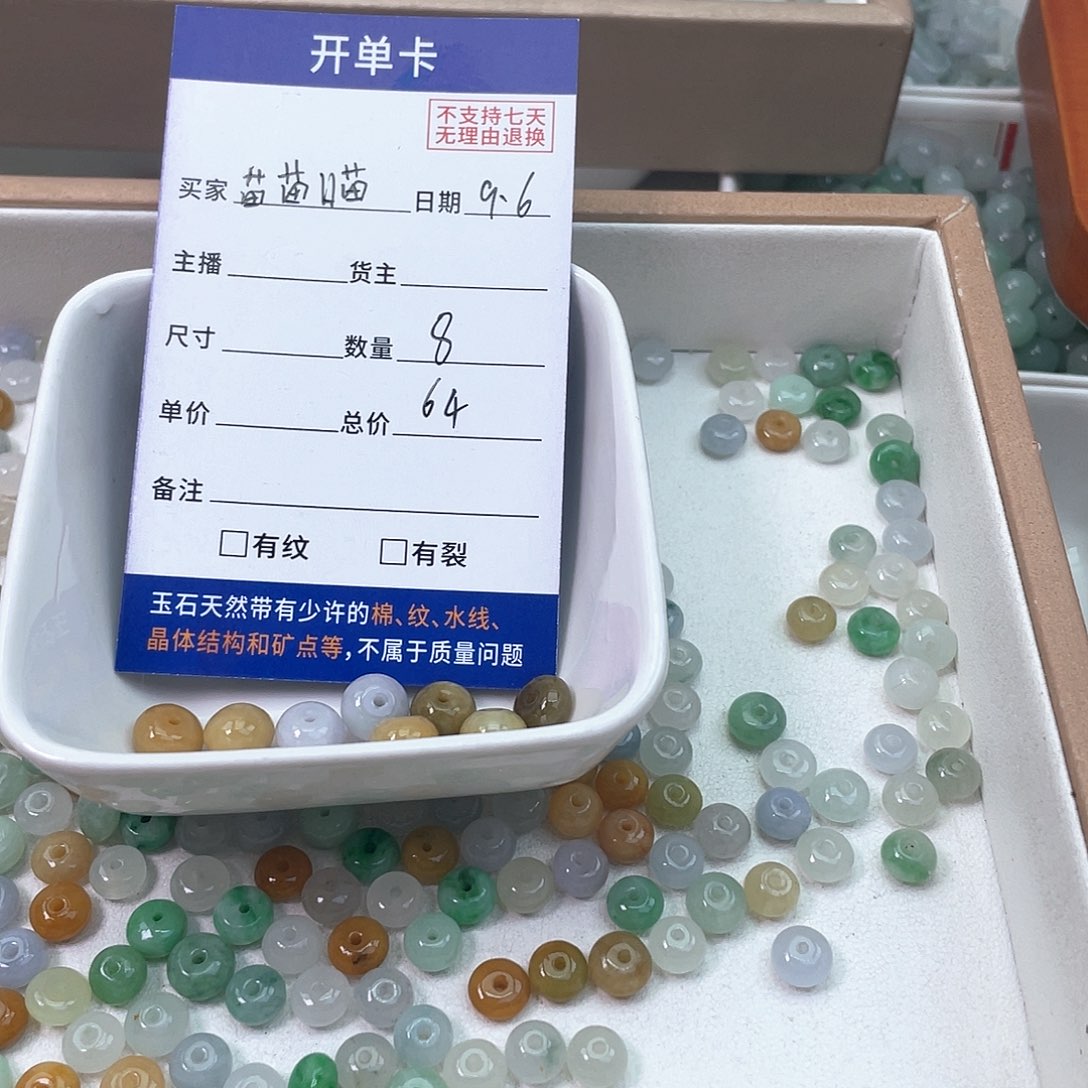 开单卡
不支持七天
无理由退换
买家 苗苗瞄 日期 9.6
主播 货主
尺寸 数量 8
单价 总价 64
备注
□有纹 □有裂
玉石天然带有少许的棉、纹、水线、
晶体结构和矿点等，不属于质量问题